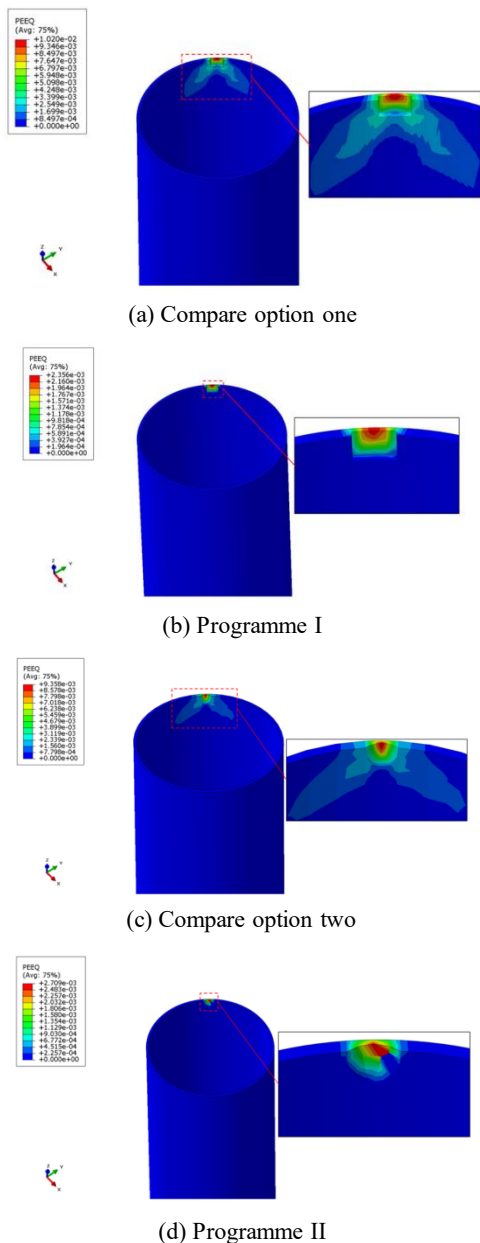 PEEQ
(Avg: 75%)
+1.020e-02
+9.346e-03
+8.497e-03
+7.647e-03
+6.797e-03
+5.948e-03
+5.098e-03
+4.248e-03
+3.399e-03
+2.549e-03
+1.699e-03
+8.497e-04
+0.000e+00
Z
Y
X
(a) Compare option one
PEEQ
(Avg: 75%)
+2.356e-03
+2.160e-03
+1.964e-03
+1.767e-03
+1.571e-03
+1.374e-03
+1.178e-03
+9.818e-04
+7.854e-04
+5.891e-04
+3.927e-04
+1.964e-04
+0.000e+00
Z
Y
X
(b) Programme I
PEEQ
(Avg: 75%)
+9.358e-03
+8.578e-03
+7.798e-03
+7.018e-03
+6.238e-03
+5.459e-03
+4.679e-03
+3.899e-03
+3.119e-03
+2.339e-03
+1.560e-03
+7.798e-04
+0.000e+00
Z
Y
X
(c) Compare option two
PEEQ
(Avg: 75%)
+2.709e-03
+2.483e-03
+2.257e-03
+2.032e-03
+1.806e-03
+1.580e-03
+1.354e-03
+1.129e-03
+9.030e-04
+6.772e-04
+4.515e-04
+2.257e-04
+0.000e+00
Z
Y
X
(d) Programme II